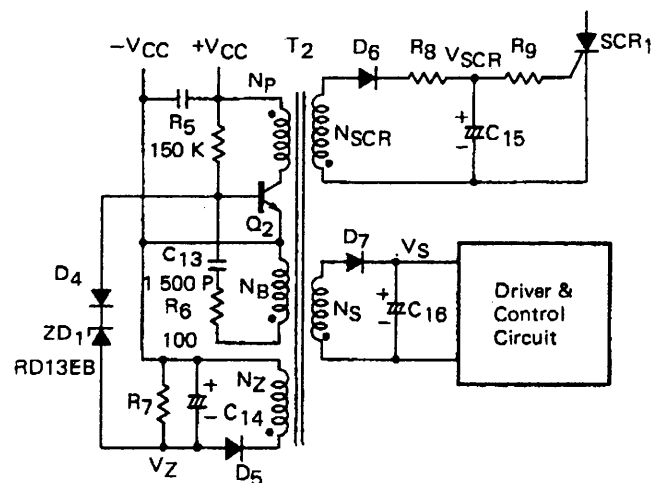 −VCC
+VCC
T2
D6
R8
VSCR
R9
SCR1
NP
R5
150 K
NSCR
+
−
C15
Q2
C13
1 500 P
NB
R6
100
D4
ZD1
RD13EB
D7
VS
NS
+
−
C16
Driver &
Control
Circuit
NZ
R7
+
−
C14
VZ
D5